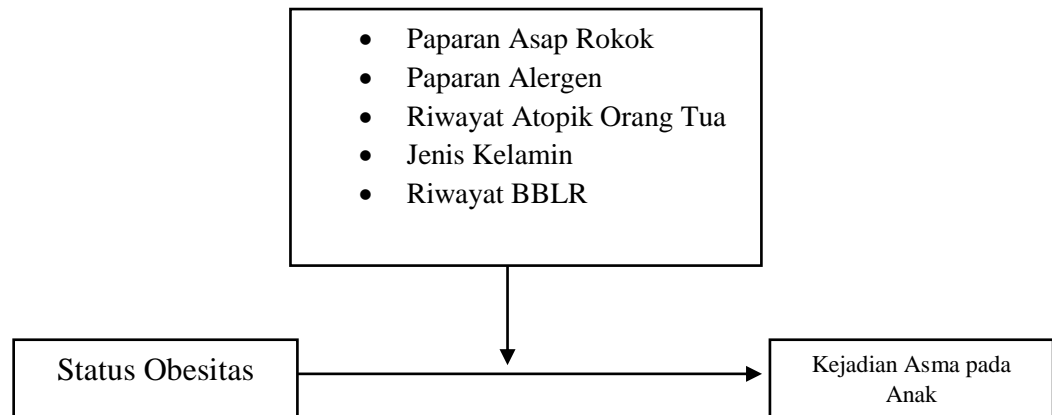 • Paparan Asap Rokok
• Paparan Alergen
• Riwayat Atopik Orang Tua
• Jenis Kelamin
• Riwayat BBLR
Status Obesitas
Kejadian Asma pada
Anak